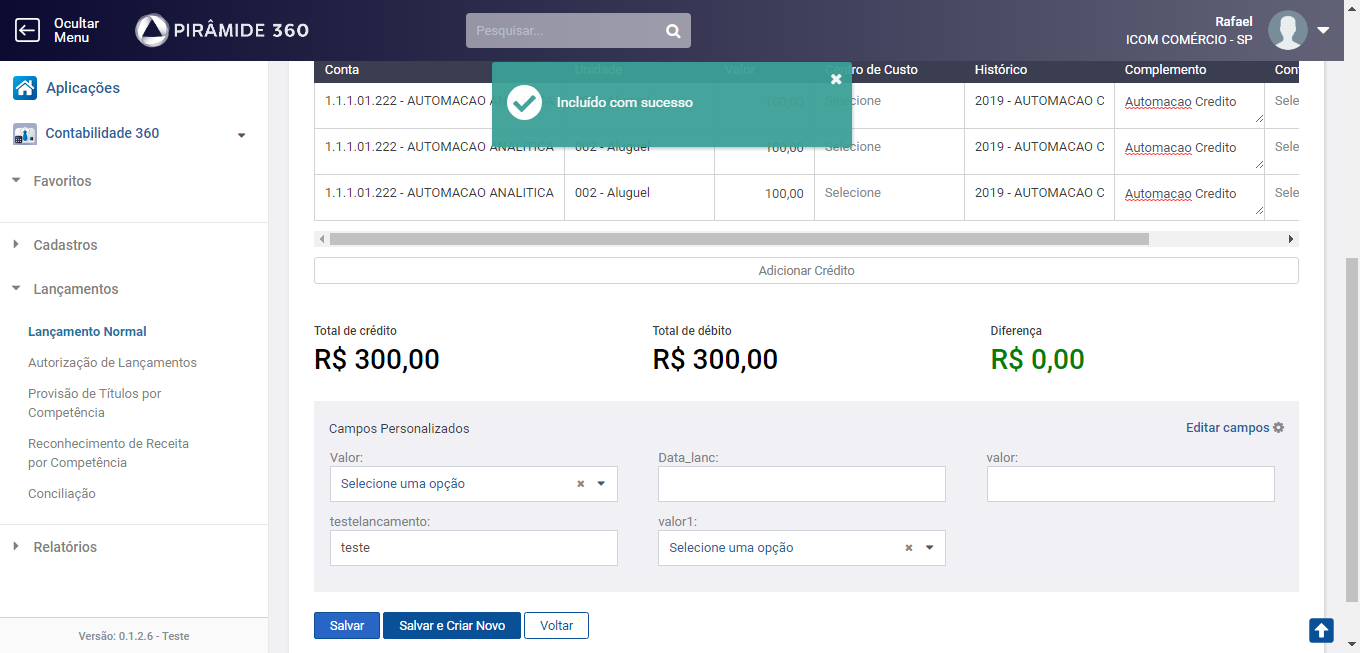 Ocultar
Menu
PIRÂMIDE 360
Pesquisar...
Rafael
ICOM COMÉRCIO - SP
Aplicações
Contabilidade 360
Favoritos
Cadastros
Lançamentos
Lançamento Normal
Autorização de Lançamentos
Provisão de Títulos por
Competência
Reconhecimento de Receita
por Competência
Conciliação
Relatórios
Versão: 0.1.2.6 - Teste
Conta Unidade Valor Centro de Custo Histórico Complemento
Incluído com sucesso
1.1.1.01.222 - AUTOMACAO 100,00 Selecione 2019 - AUTOMACAO C Automacao Credito Sele
1.1.1.01.222 - AUTOMACAO ANALITICA 002 - Aluguel 100,00 Selecione 2019 - AUTOMACAO C Automacao Credito Sele
1.1.1.01.222 - AUTOMACAO ANALITICA 002 - Aluguel 100,00 Selecione 2019 - AUTOMACAO C Automacao Credito Sele
Adicionar Crédito
Total de crédito Total de débito Diferença
R$ 300,00 R$ 300,00 R$ 0,00
Campos Personalizados Editar campos
Valor: Data_lanc: valor:
Selecione uma opção
testelancamento: valor1:
teste Selecione uma opção
Salvar Salvar e Criar Novo Voltar